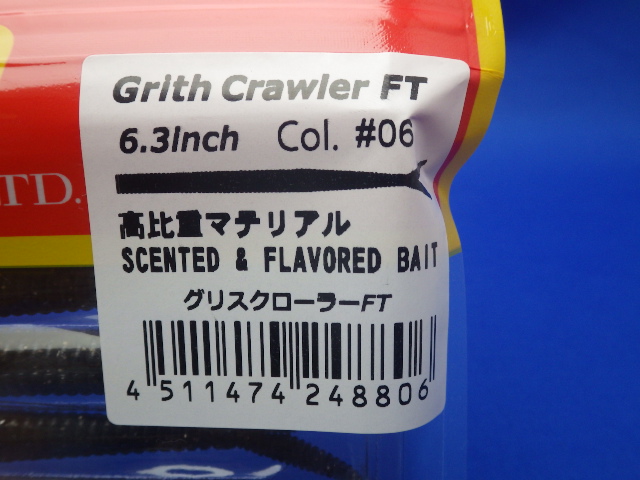 Grith Crawler FT
6.3inch Col. #06
LTD.
高比重マテリアル
SCENTED & FLAVORED BAIT
グリスクローラーFT
4 511474 248806